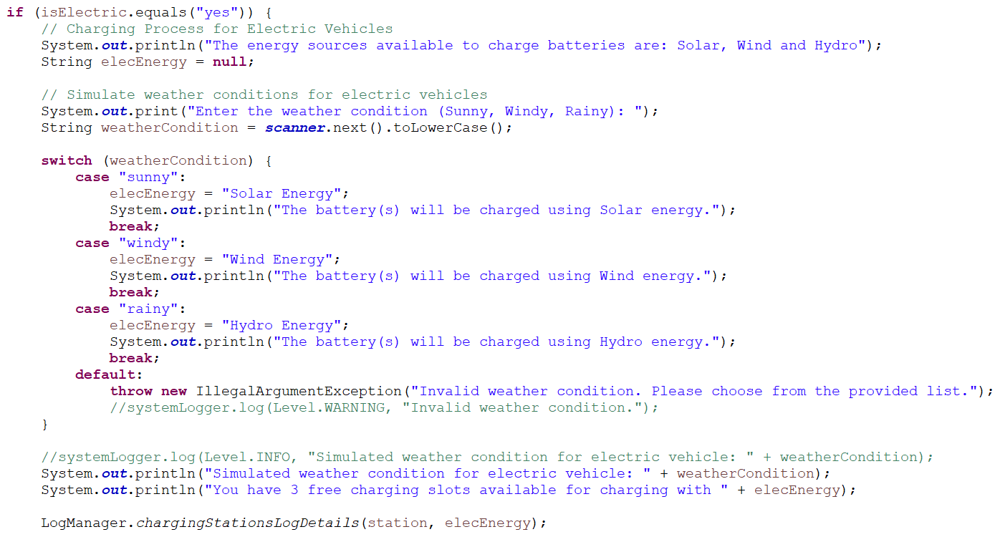 if (isElectric.equals("yes")) {
    // Charging Process for Electric Vehicles
    System.out.println("The energy sources available to charge batteries are: Solar, Wind and Hydro");
    String elecEnergy = null;

    // Simulate weather conditions for electric vehicles
    System.out.print("Enter the weather condition (Sunny, Windy, Rainy): ");
    String weatherCondition = scanner.next().toLowerCase();

    switch (weatherCondition) {
        case "sunny":
            elecEnergy = "Solar Energy";
            System.out.println("The battery(s) will be charged using Solar energy.");
            break;
        case "windy":
            elecEnergy = "Wind Energy";
            System.out.println("The battery(s) will be charged using Wind energy.");
            break;
        case "rainy":
            elecEnergy = "Hydro Energy";
            System.out.println("The battery(s) will be charged using Hydro energy.");
            break;
        default:
            throw new IllegalArgumentException("Invalid weather condition. Please choose from the provided list.");
            //systemLogger.log(Level.WARNING, "Invalid weather condition.");
    }

    //systemLogger.log(Level.INFO, "Simulated weather condition for electric vehicle: " + weatherCondition);
    System.out.println("Simulated weather condition for electric vehicle: " + weatherCondition);
    System.out.println("You have 3 free charging slots available for charging with " + elecEnergy);

    LogManager.chargingStationsLogDetails(station, elecEnergy);